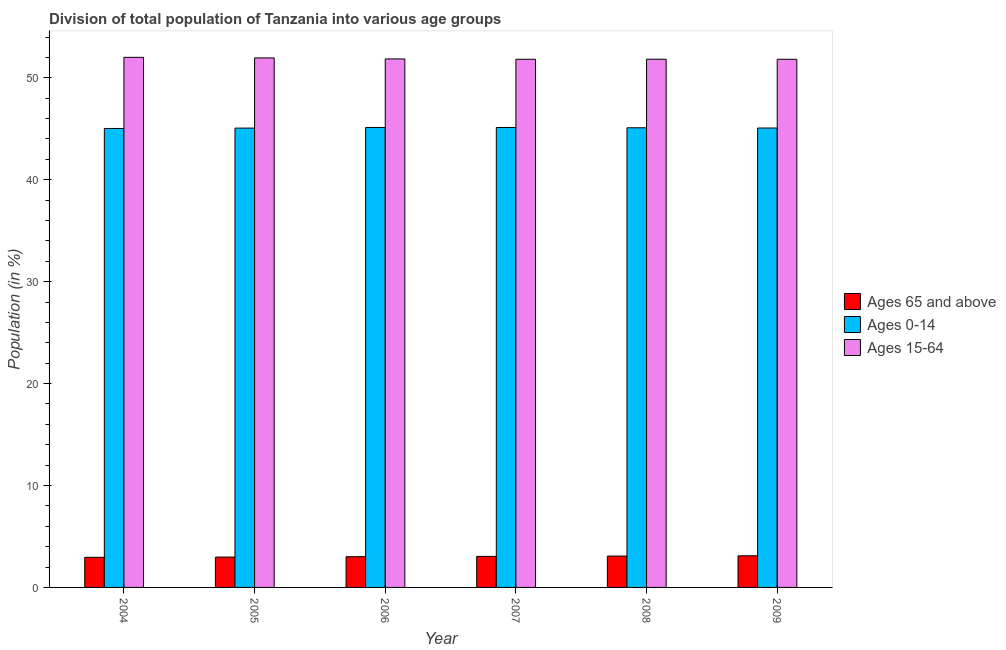 Division of total population of Tanzania into various age groups
Population (in %)
50
40
30
20
10
0
2004
2005
2006
2007
2008
2009
Year
Ages 65 and above
Ages 0-14
Ages 15-64